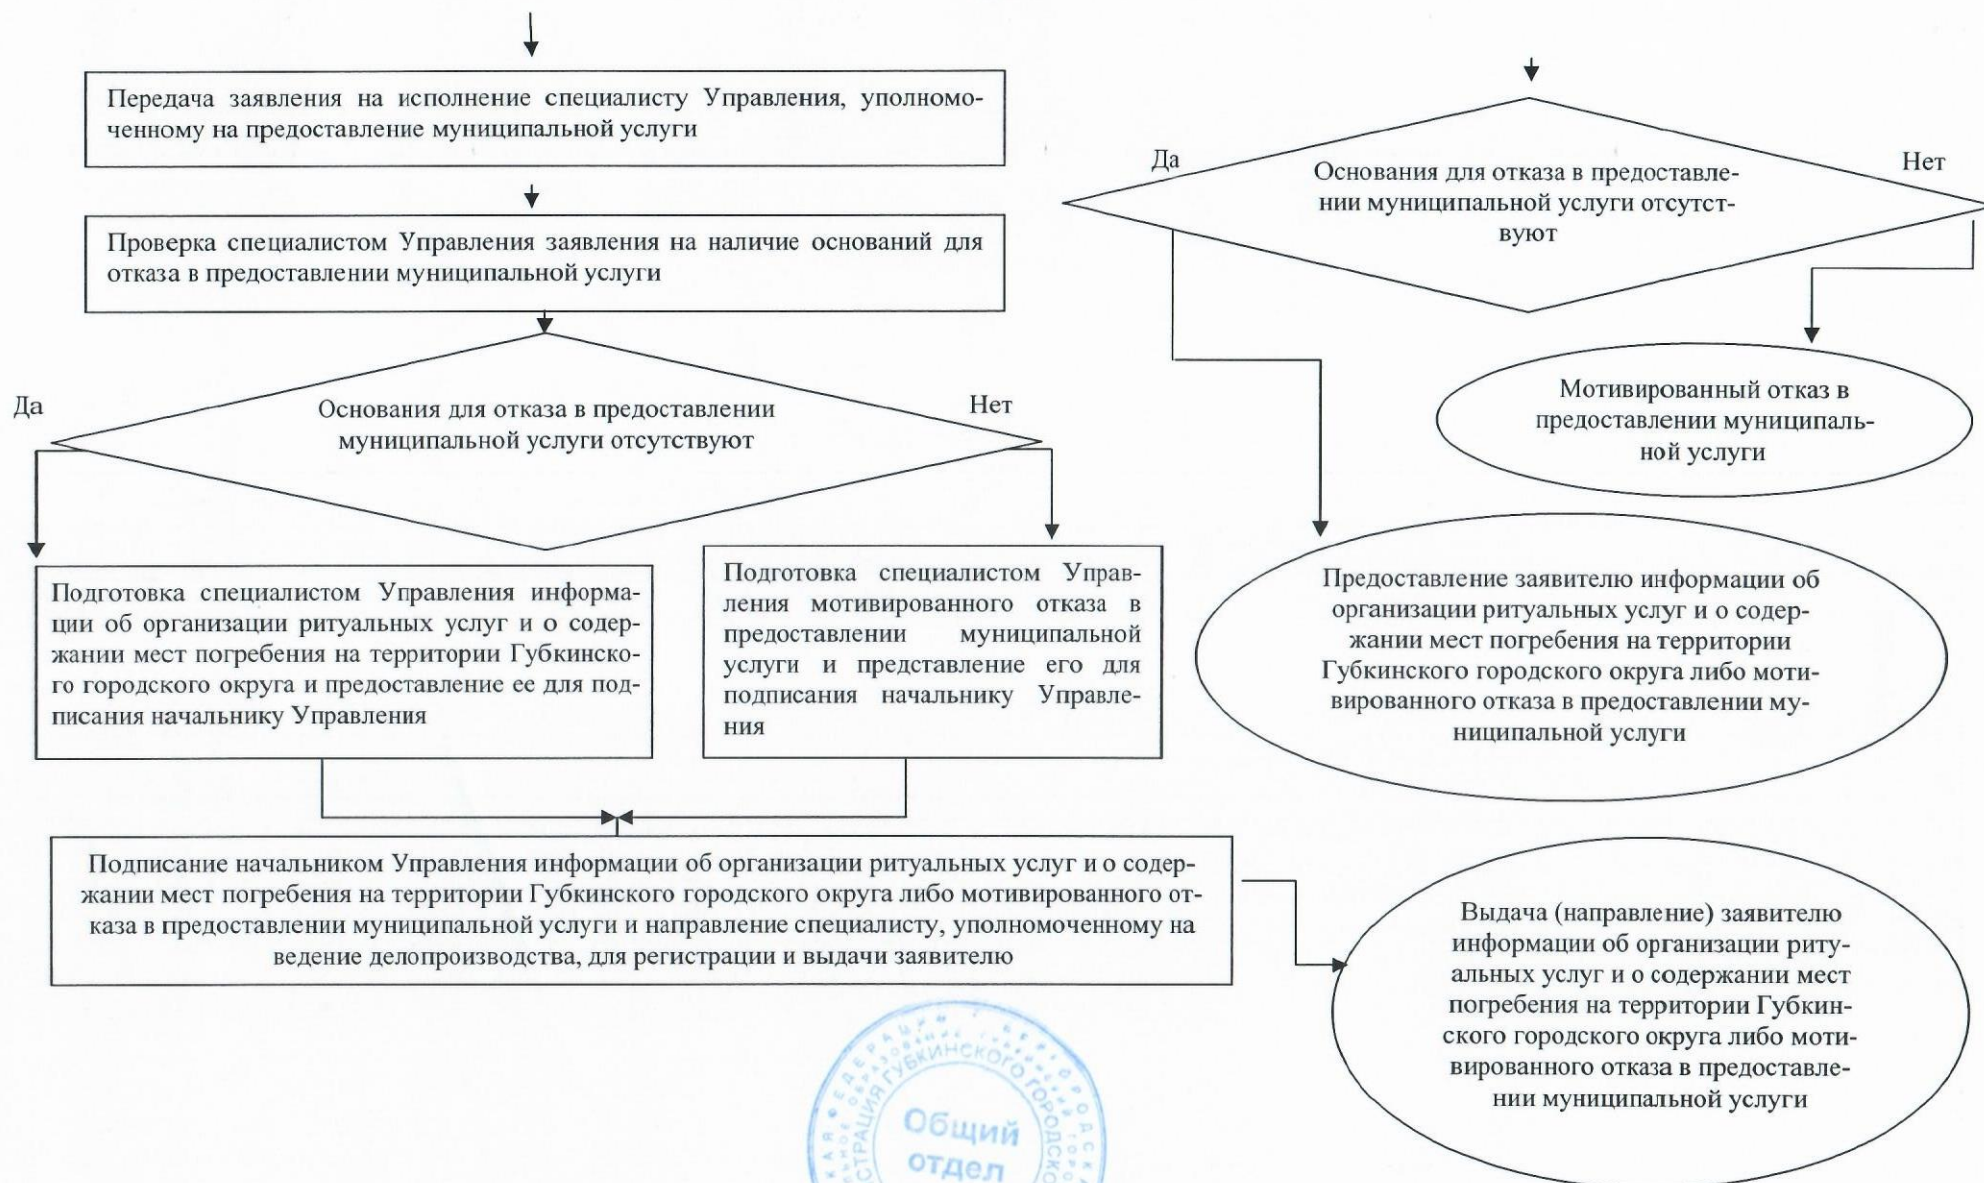 Передача заявления на исполнение специалисту Управления, уполномо-
ченному на предоставление муниципальной услуги
Проверка специалистом Управления заявления на наличие оснований для
отказа в предоставлении муниципальной услуги
Да
Основания для отказа в предоставлении
муниципальной услуги отсутствуют
Нет
Подготовка специалистом Управления информа-
ции об организации ритуальных услуг и о содер-
жании мест погребения на территории Губкинско-
го городского округа и предоставление ее для под-
писания начальнику Управления
Подготовка специалистом Управ-
ления мотивированного отказа в
предоставлении муниципальной
услуги и представление его для
подписания начальнику Управле-
ния
Подписание начальником Управления информации об организации ритуальных услуг и о содер-
жании мест погребения на территории Губкинского городского округа либо мотивированного от-
каза в предоставлении муниципальной услуги и направление специалисту, уполномоченному на
ведение делопроизводства, для регистрации и выдачи заявителю
Да
Основания для отказа в предоставле-
нии муниципальной услуги отсутст-
вуют
Нет
Мотивированный отказ в
предоставлении муниципаль-
ной услуги
Предоставление заявителю информации об
организации ритуальных услуг и о содер-
жании мест погребения на территории
Губкинского городского округа либо моти-
вированного отказа в предоставлении му-
ниципальной услуги
Выдача (направление) заявителю
информации об организации риту-
альных услуг и о содержании мест
погребения на территории Губкин-
ского городского округа либо моти-
вированного отказа в предоставле-
нии муниципальной услуги
ГУБКИНСКОГО
Общий
отдел